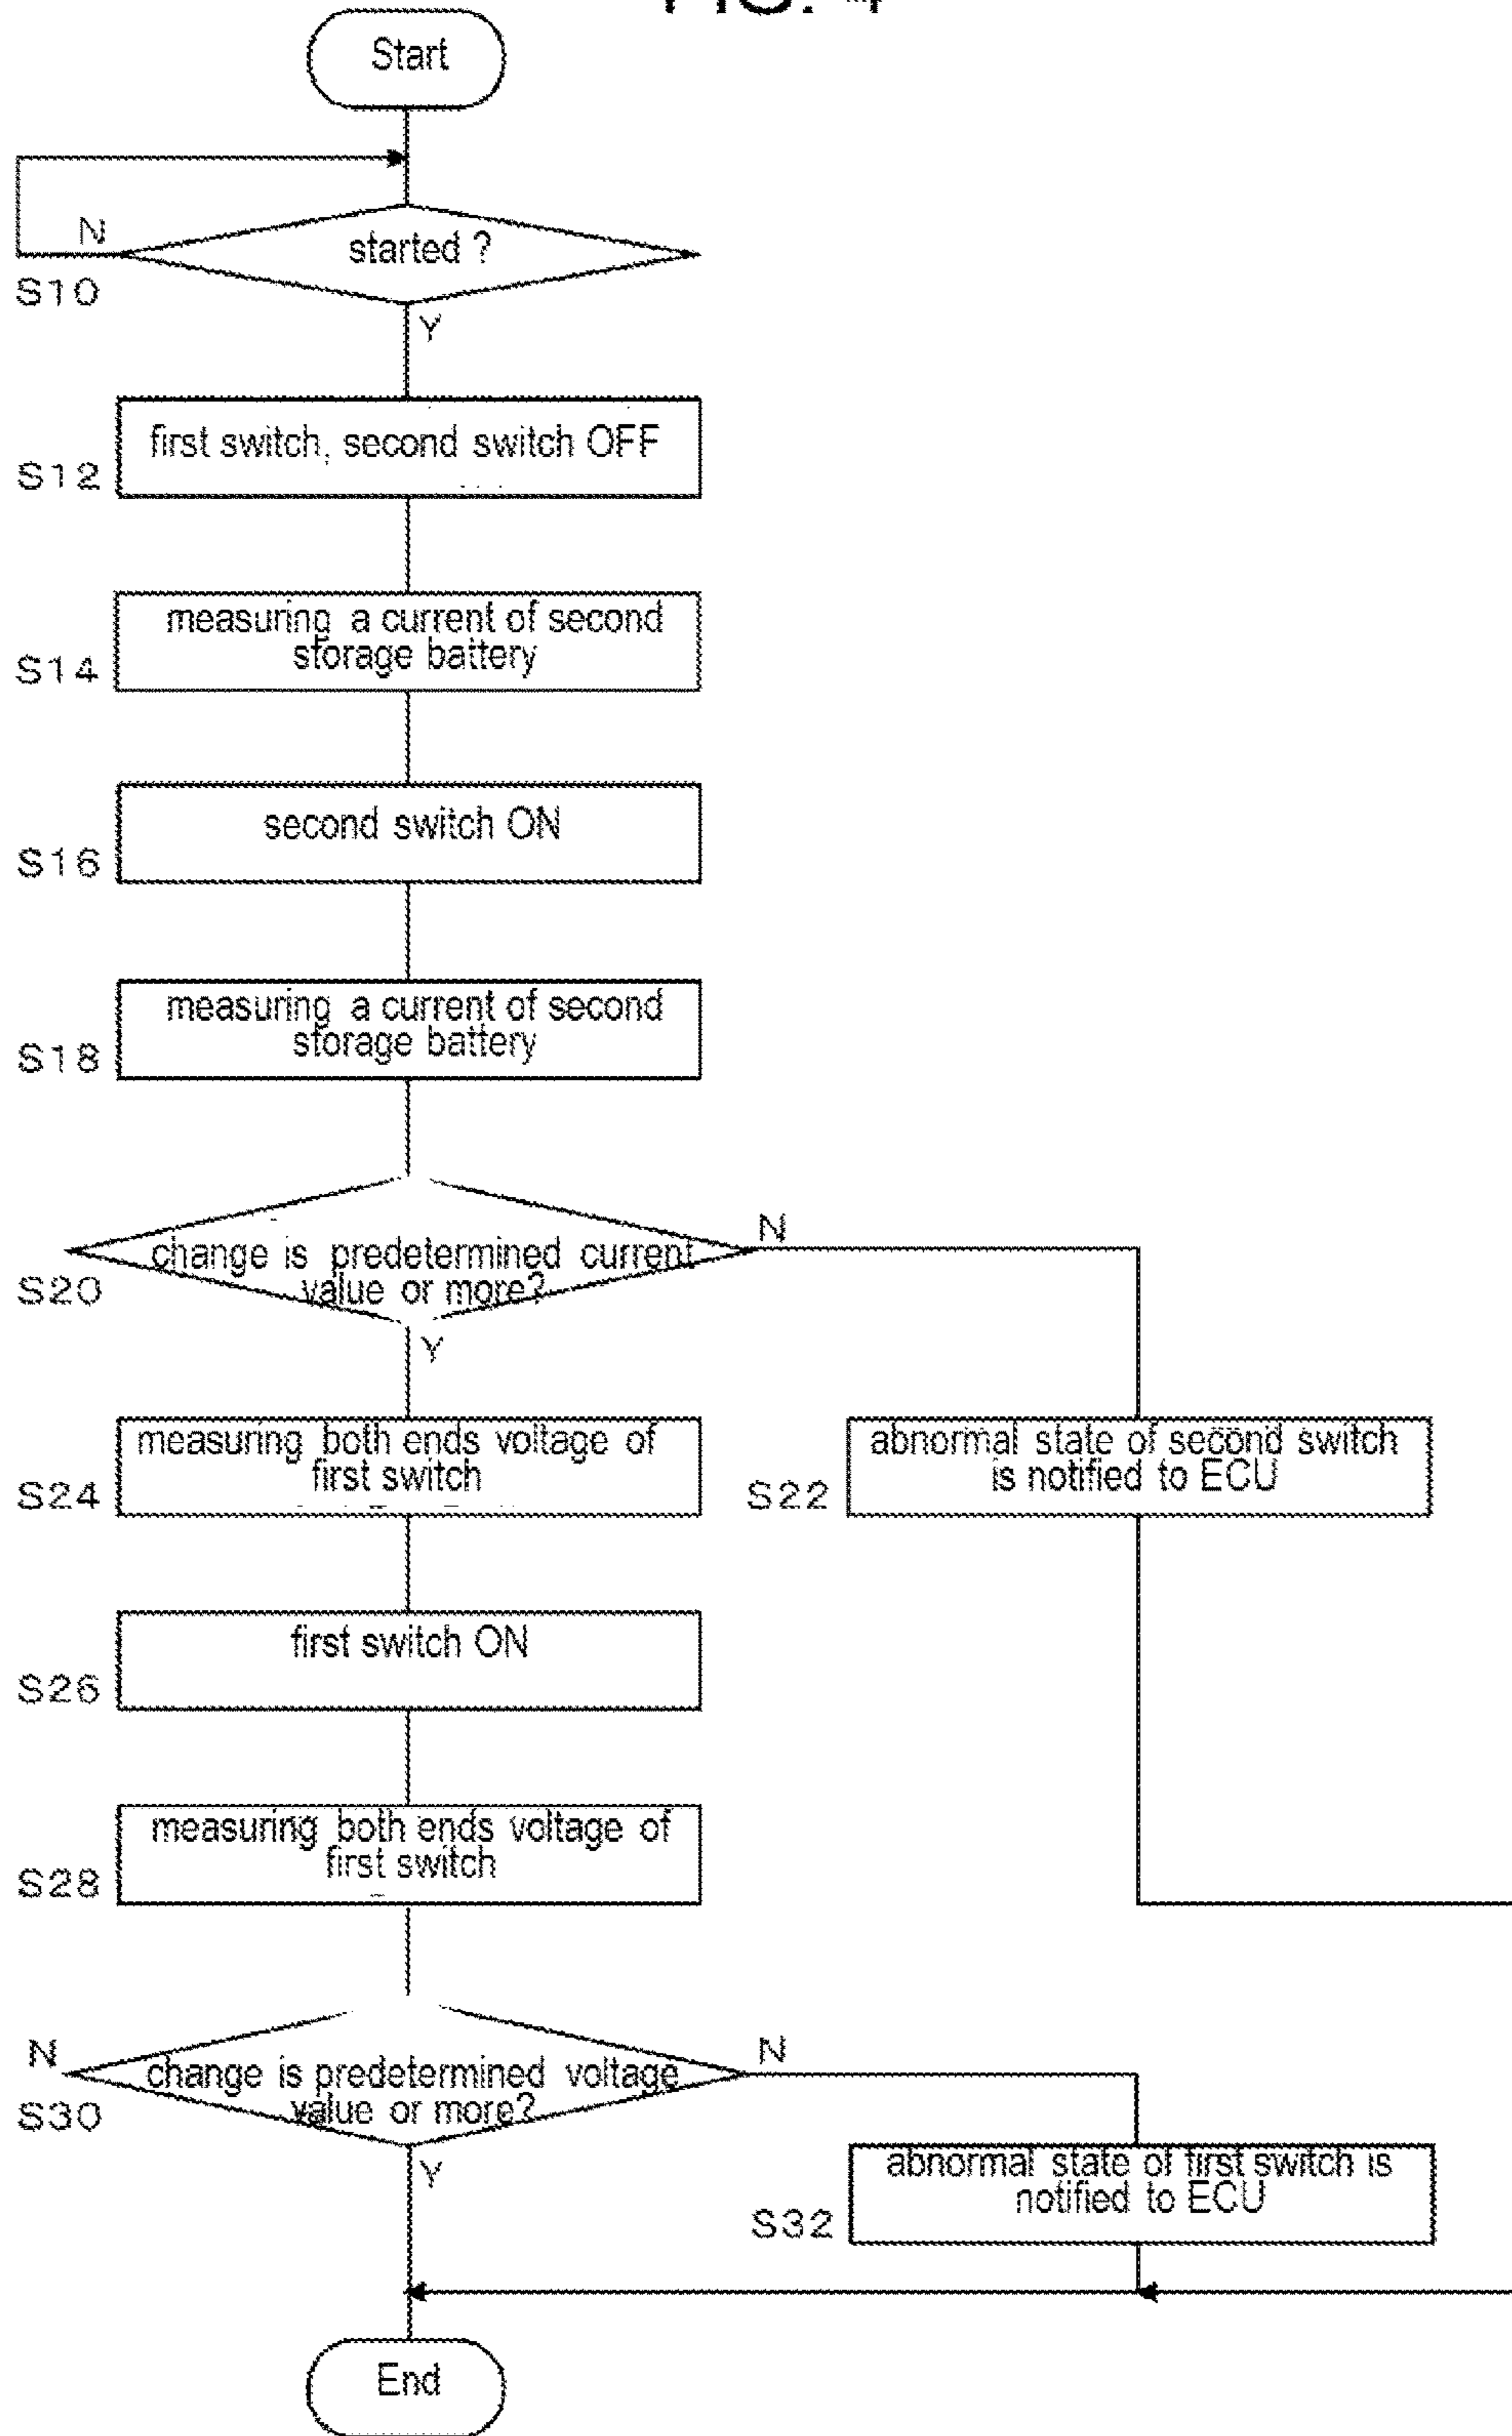 FIG. 4
Start
N
started ?
S10
Y
first switch, second switch OFF
S12
measuring a current of second
storage battery
S14
second switch ON
S16
measuring a current of second
storage battery
S18
N
change is predetermined current
value or more?
S20
Y
measuring both ends voltage of
first switch
S24
abnormal state of second switch
is notified to ECU
S22
first switch ON
S26
measuring both ends voltage of
first switch
S28
N
N
change is predetermined voltage
value or more?
S30
Y
abnormal state of first switch is
notified to ECU
S32
End